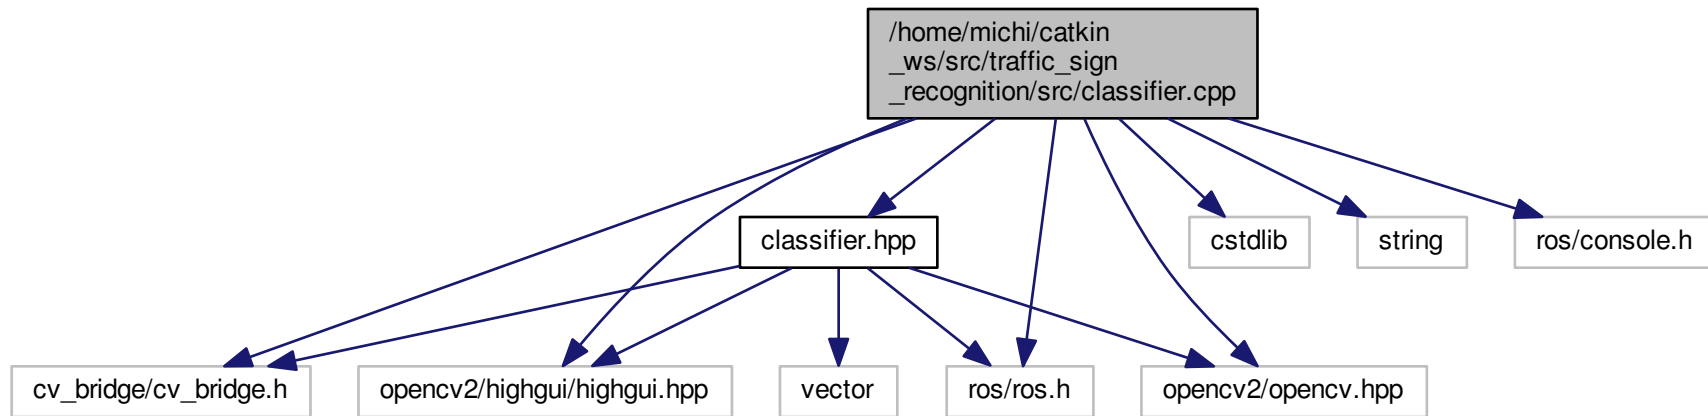 /home/michi/catkin
_ws/src/traffic_sign
_recognition/src/classifier.cpp
classifier.hpp
cstdlib
string
ros/console.h
cv_bridge/cv_bridge.h
opencv2/highgui/highgui.hpp
vector
ros/ros.h
opencv2/opencv.hpp